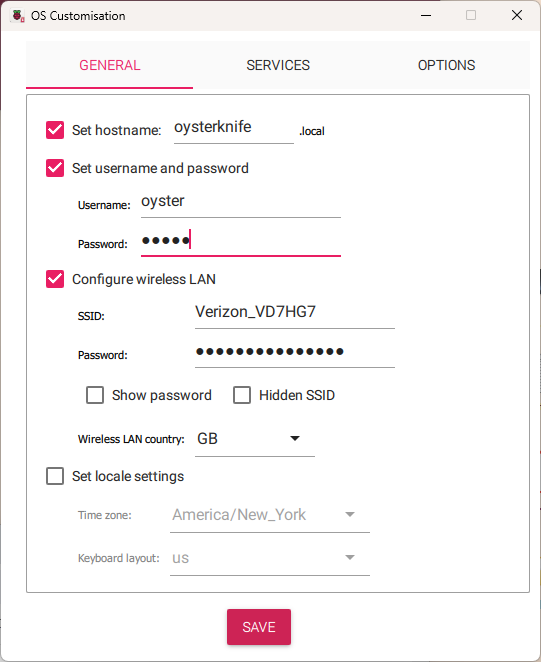 OS Customisation
GENERAL SERVICES OPTIONS
Set hostname: oysterknife .local
Set username and password
Username: oyster
Password: •••••
Configure wireless LAN
SSID: Verizon_VD7HG7
Password: •••••••••••••••
Show password Hidden SSID
Wireless LAN country: GB
Set locale settings
Time zone: America/New_York
Keyboard layout: us
SAVE